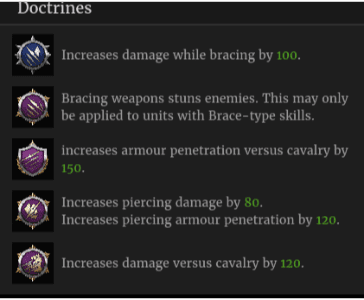 Doctrines
Increases damage while bracing by 100.
Bracing weapons stuns enemies. This may only
be applied to units with Brace-type skills.
increases armour penetration versus cavalry by
150.
Increases piercing damage by 80.
Increases piercing armour penetration by 120.
Increases damage versus cavalry by 120.